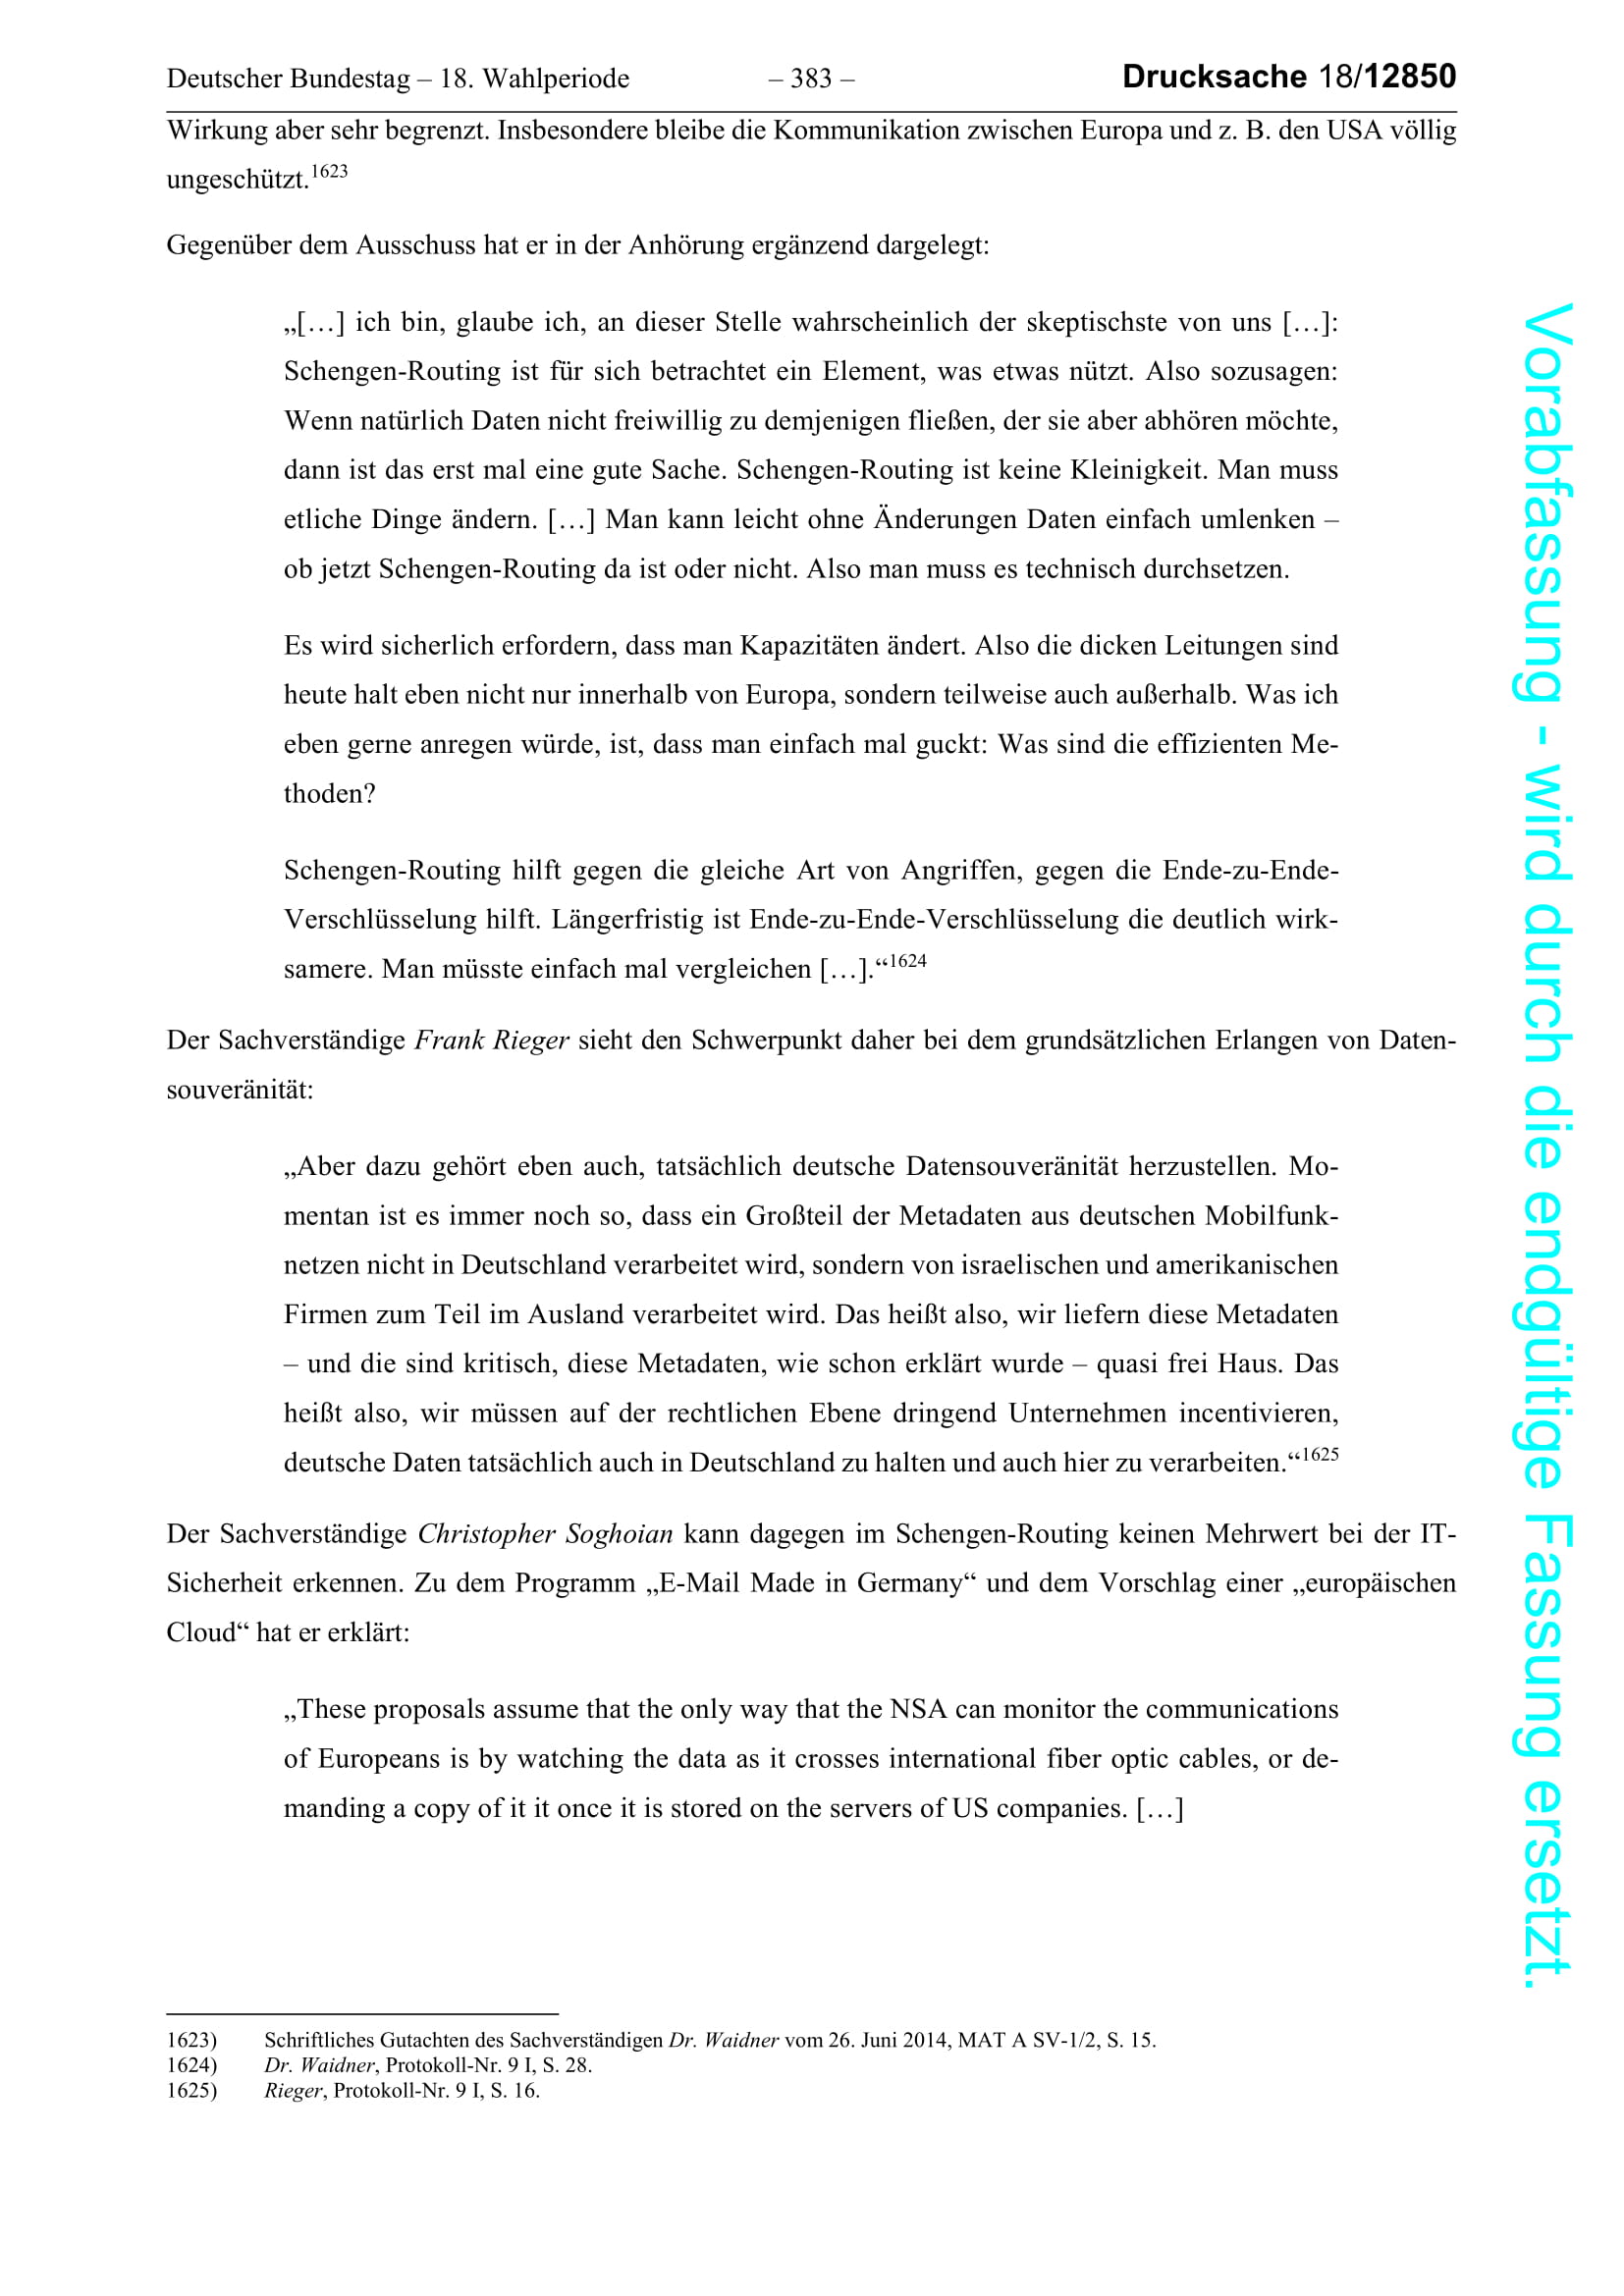 Deutscher Bundestag – 18. Wahlperiode – 383 – Drucksache 18/12850
Wirkung aber sehr begrenzt. Insbesondere bleibe die Kommunikation zwischen Europa und z. B. den USA völlig
ungeschützt.1623
Gegenüber dem Ausschuss hat er in der Anhörung ergänzend dargelegt:
„[…] ich bin, glaube ich, an dieser Stelle wahrscheinlich der skeptischste von uns […]:
Schengen-Routing ist für sich betrachtet ein Element, was etwas nützt. Also sozusagen:
Wenn natürlich Daten nicht freiwillig zu demjenigen fließen, der sie aber abhören möchte,
dann ist das erst mal eine gute Sache. Schengen-Routing ist keine Kleinigkeit. Man muss
etliche Dinge ändern. […] Man kann leicht ohne Änderungen Daten einfach umlenken –
ob jetzt Schengen-Routing da ist oder nicht. Also man muss es technisch durchsetzen.
Es wird sicherlich erfordern, dass man Kapazitäten ändert. Also die dicken Leitungen sind
heute halt eben nicht nur innerhalb von Europa, sondern teilweise auch außerhalb. Was ich
eben gerne anregen würde, ist, dass man einfach mal guckt: Was sind die effizienten Me-
thoden?
Schengen-Routing hilft gegen die gleiche Art von Angriffen, gegen die Ende-zu-Ende-
Verschlüsselung hilft. Längerfristig ist Ende-zu-Ende-Verschlüsselung die deutlich wirk-
samere. Man müsste einfach mal vergleichen […].“1624
Der Sachverständige Frank Rieger sieht den Schwerpunkt daher bei dem grundsätzlichen Erlangen von Daten-
souveränität:
„Aber dazu gehört eben auch, tatsächlich deutsche Datensouveränität herzustellen. Mo-
mentan ist es immer noch so, dass ein Großteil der Metadaten aus deutschen Mobilfunk-
netzen nicht in Deutschland verarbeitet wird, sondern von israelischen und amerikanischen
Firmen zum Teil im Ausland verarbeitet wird. Das heißt also, wir liefern diese Metadaten
– und die sind kritisch, diese Metadaten, wie schon erklärt wurde – quasi frei Haus. Das
heißt also, wir müssen auf der rechtlichen Ebene dringend Unternehmen incentivieren,
deutsche Daten tatsächlich auch in Deutschland zu halten und auch hier zu verarbeiten.“1625
Der Sachverständige Christopher Soghoian kann dagegen im Schengen-Routing keinen Mehrwert bei der IT-
Sicherheit erkennen. Zu dem Programm „E-Mail Made in Germany“ und dem Vorschlag einer „europäischen
Cloud“ hat er erklärt:
„These proposals assume that the only way that the NSA can monitor the communications
of Europeans is by watching the data as it crosses international fiber optic cables, or de-
manding a copy of it it once it is stored on the servers of US companies. […]
1623) Schriftliches Gutachten des Sachverständigen Dr. Waidner vom 26. Juni 2014, MAT A SV-1/2, S. 15.
1624) Dr. Waidner, Protokoll-Nr. 9 I, S. 28.
1625) Rieger, Protokoll-Nr. 9 I, S. 16.
Vorabfassung - wird durch die endgültige Fassung ersetzt.